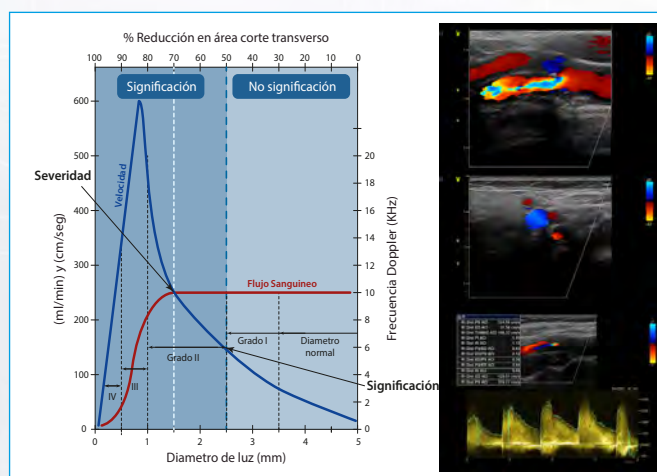 % Reducción en área corte transverso
100 90 80 70 60 50 40 30 20 0
Significación
No significación
600
500
400
300
200
100
0
20
18
16
14
12
10
8
6
4
2
0
Severidad
Velocidad
(ml/min) y (cm/seg)
Frecuencia Doppler (KHz)
Flujo Sanguineo
Grado I
Diametro
normal
Grado II
III
IV
Significación
0 1 2 3 4 5
Diametro de luz (mm)